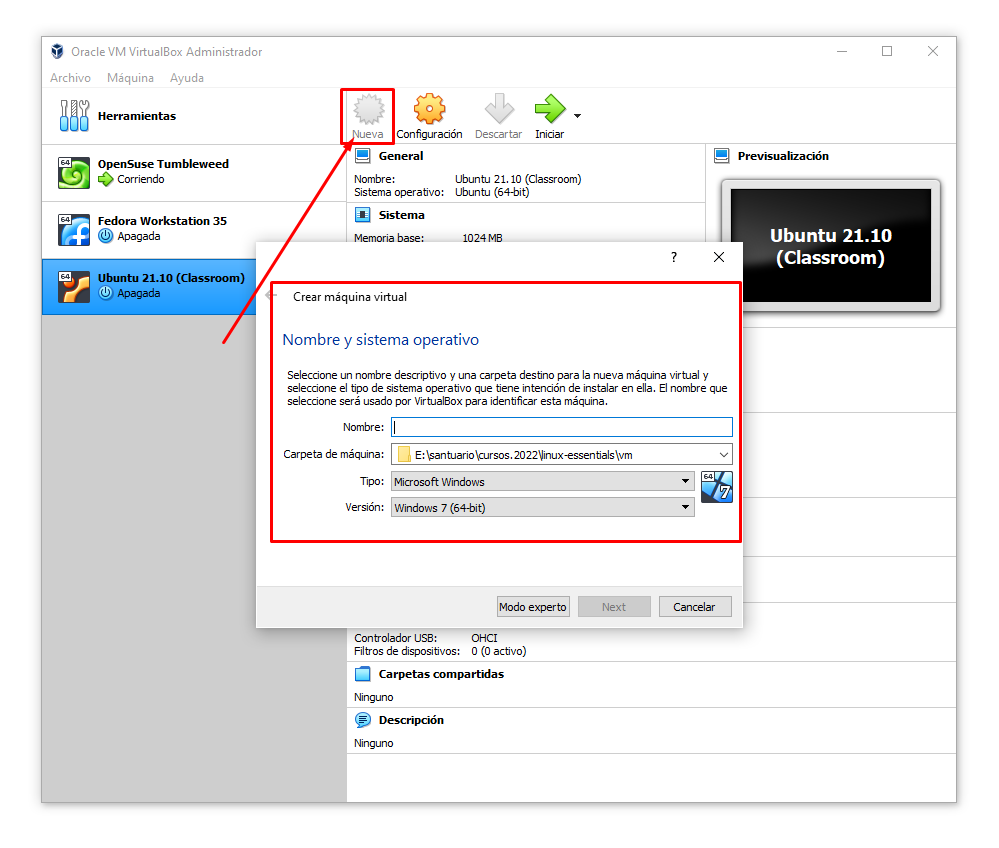 Oracle VM VirtualBox Administrador
Archivo Máquina Ayuda
Herramientas
Nueva Configuración Descartar Iniciar
64 OpenSuse Tumbleweed
Corriendo
64 Fedora Workstation 35
Apagada
64 Ubuntu 21.10 (Classroom)
Apagada
General
Nombre: Ubuntu 21.10 (Classroom)
Sistema operativo: Ubuntu (64-bit)
Sistema
Memoria base: 1024 MB
Previsualización
Ubuntu 21.10
(Classroom)
?
Crear máquina virtual
Nombre y sistema operativo
Seleccione un nombre descriptivo y una carpeta destino para la nueva máquina virtual y
seleccione el tipo de sistema operativo que tiene intención de instalar en ella. El nombre que
seleccione será usado por VirtualBox para identificar esta máquina.
Nombre:
Carpeta de máquina: E:\santuario\cursos.2022\linux-essentials\vm
Tipo: Microsoft Windows
64 7
Versión: Windows 7 (64-bit)
Modo experto Next Cancelar
Controlador USB: OHCI
Filtros de dispositivos: 0 (0 activo)
Carpetas compartidas
Ninguno
Descripción
Ninguno